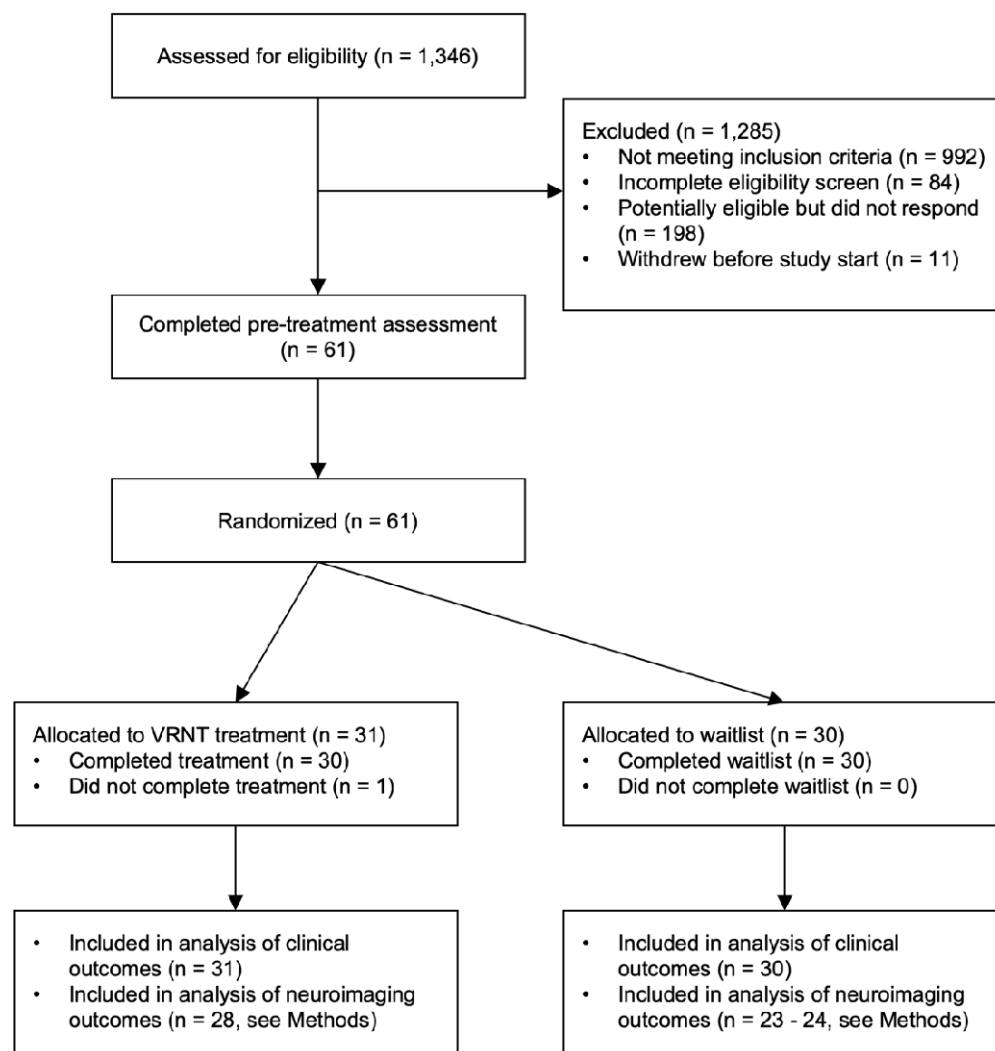 Assessed for eligibility (n = 1,346)
Excluded (n = 1,285)
• Not meeting inclusion criteria (n = 992)
• Incomplete eligibility screen (n = 84)
• Potentially eligible but did not respond
(n = 198)
• Withdrew before study start (n = 11)
Completed pre-treatment assessment
(n = 61)
Randomized (n = 61)
Allocated to VRNT treatment (n = 31)
• Completed treatment (n = 30)
• Did not complete treatment (n = 1)
Allocated to waitlist (n = 30)
• Completed waitlist (n = 30)
• Did not complete waitlist (n = 0)
• Included in analysis of clinical
outcomes (n = 31)
• Included in analysis of neuroimaging
outcomes (n = 28, see Methods)
• Included in analysis of clinical
outcomes (n = 30)
• Included in analysis of neuroimaging
outcomes (n = 23 - 24, see Methods)